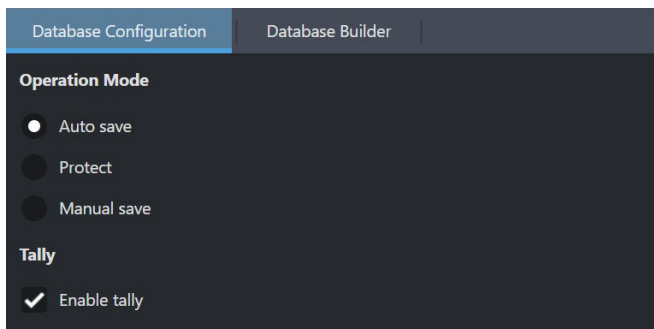 Database Configuration Database Builder
Operation Mode
Auto save
Protect
Manual save
Tally
Enable tally